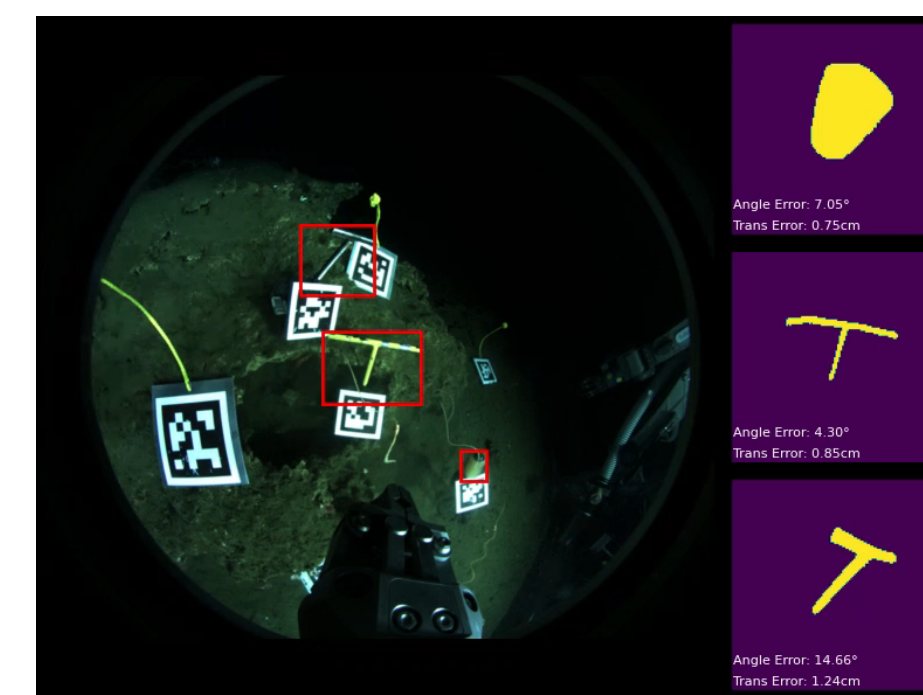 Angle Error: 7.05°
Trans Error: 0.75cm
Angle Error: 4.30°
Trans Error: 0.85cm
Angle Error: 14.66°
Trans Error: 1.24cm